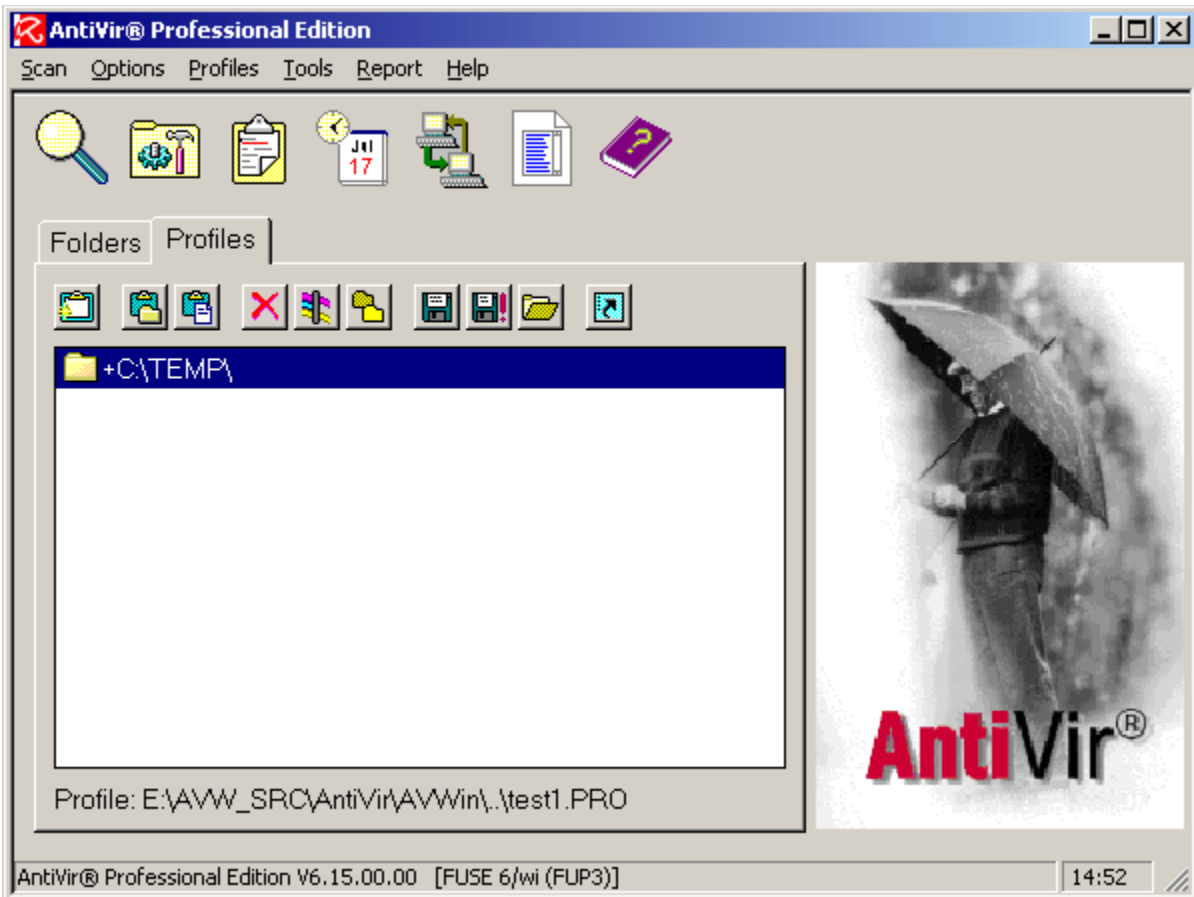 AntiVir® Professional Edition
Scan Options Profiles Tools Report Help
Jul
17
Folders Profiles
+C:\TEMP\
AntiVir®
Profile: E:\AVW_SRC\AntiVir\AVWin\..\test1.PRO
AntiVir® Professional Edition V6.15.00.00 [FUSE 6/wi (FUP3)] 14:52